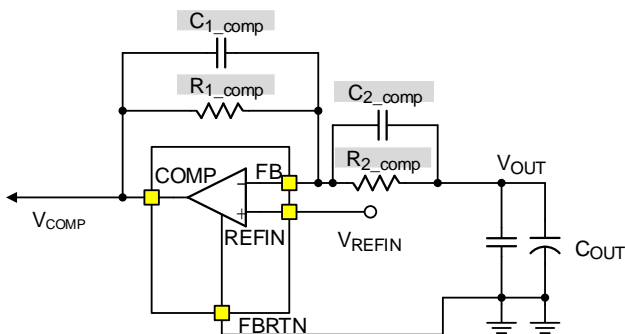 C1_comp
R1_comp
C2_comp
COMP
FB
R2_comp
VOUT
−
+
VCOMP
REFIN
VREFIN
COUT
FBRTN